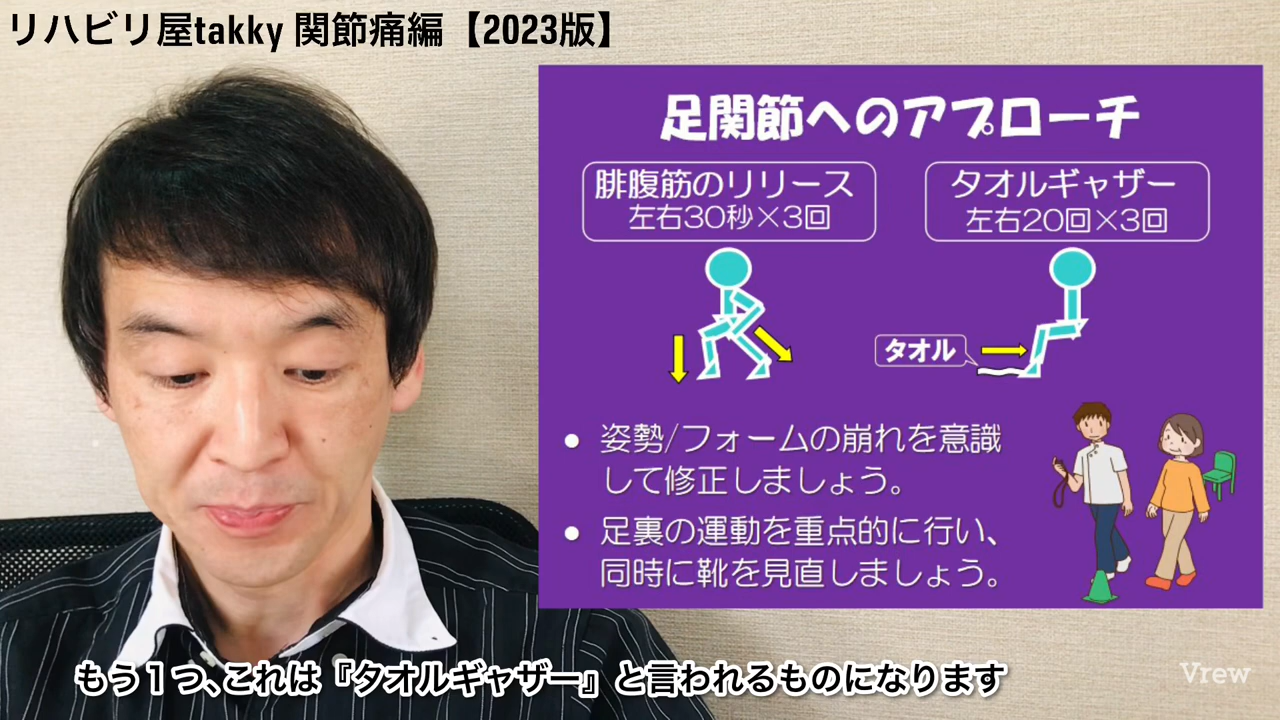 リハビリ屋takky 関節痛編【2023版】
足関節へのアプローチ
腓腹筋のリリース
左右30秒×3回
タオルギャザー
左右20回×3回
タオル
● 姿勢/フォームの崩れを意識
して修正しましょう。
● 足裏の運動を重点的に行い、
同時に靴を見直しましょう。
もう１つ、これは『タオルギャザー』と言われるものになります
Vrew